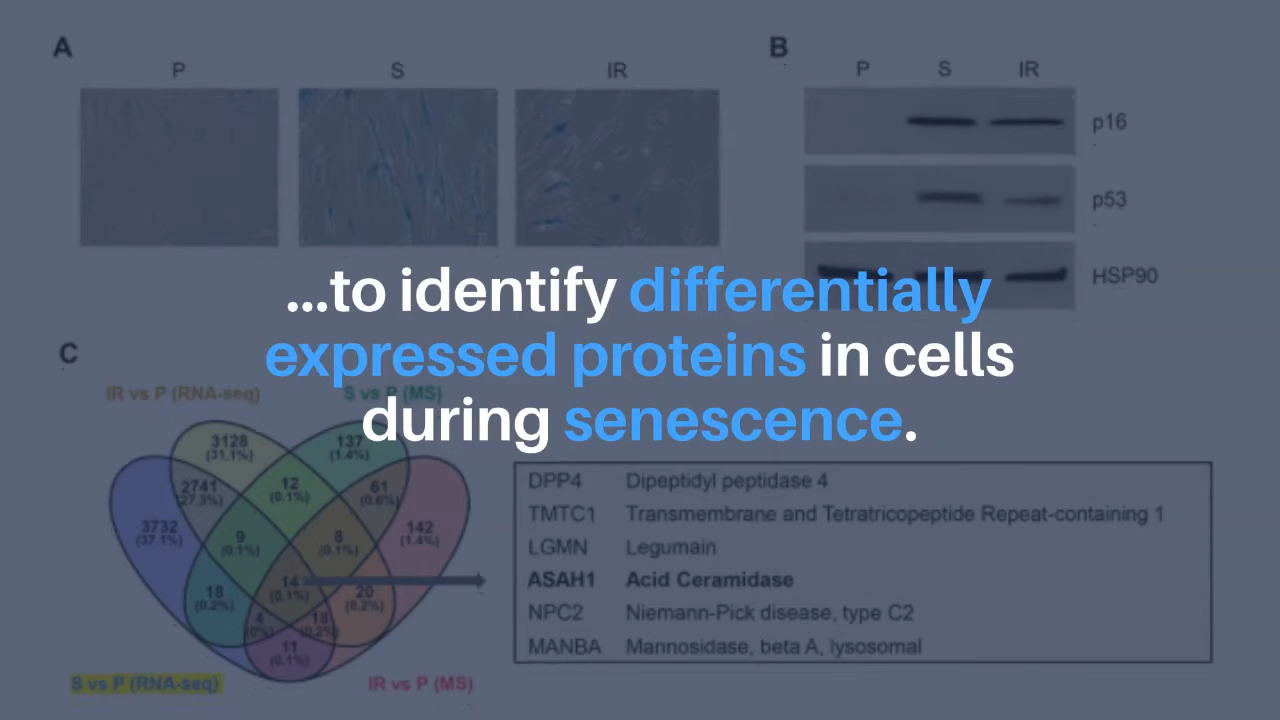 A
P
S
IR
B
P
S
IR
p16
p53
HSP90
...to identify differentially
expressed proteins in cells
during senescence.
C
IR vs P (RNA-seq)
S vs P (MS)
3128
(31.1%)
137
(1.4%)
2741
(27.3%)
12
(0.1%)
61
(0.6%)
3732
(37.1%)
9
(0.1%)
8
(0.1%)
142
(1.4%)
18
(0.2%)
14
(0.1%)
20
(0.2%)
4
(0%)
18
(0.2%)
11
(0.1%)
S vs P (RNA-seq)
IR vs P (MS)
DPP4 Dipeptidyl peptidase 4
TMTC1 Transmembrane and Tetratricopeptide Repeat-containing 1
LGMN Legumain
ASAH1 Acid Ceramidase
NPC2 Niemann-Pick disease, type C2
MANBA Mannosidase, beta A, lysosomal